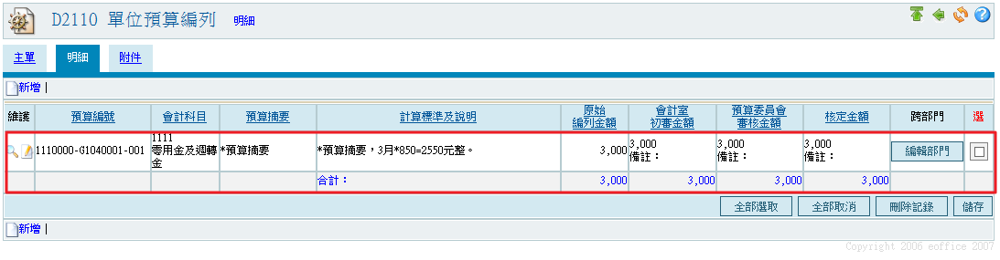 D2110 單位預算編列 明細
主單 明細 附件
新增 |
維護 預算編號 會計科目 預算摘要 計算標準及說明 原始編列金額 會計室初審金額 預算委員會審核金額 核定金額 跨部門 選
1110000-G1040001-001 1111 零用金及週轉金 *預算摘要 *預算摘要，3月*850=2550元整。 3,000 3,000 備註： 3,000 備註： 3,000 備註： 編輯部門
合計： 3,000 3,000 3,000 3,000
全部選取 全部取消 刪除記錄 儲存
新增 |
Copyright 2006 eoffice 2007